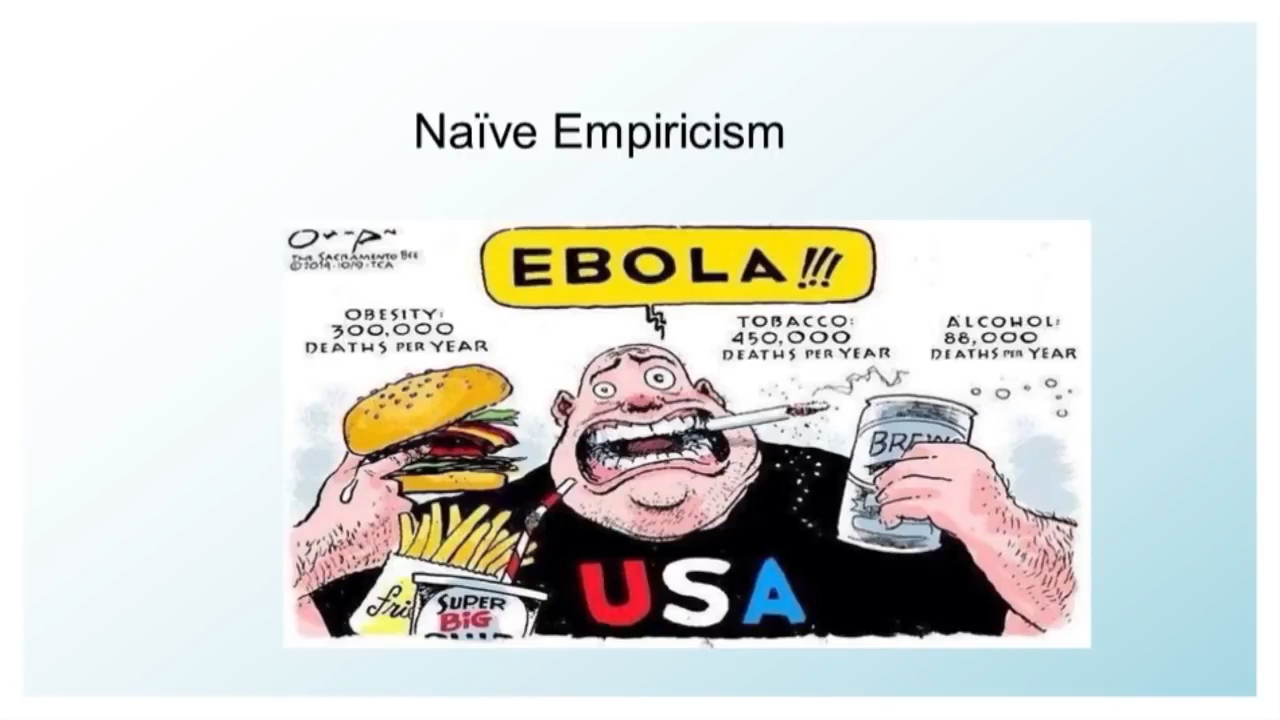 Naïve Empiricism
EBOLA!!!
THE SACRAMENTO BEE
©2014-10/9-TCA
OBESITY:
300,000
DEATHS PER YEAR
TOBACCO:
450,000
DEATHS PER YEAR
ALCOHOL:
88,000
DEATHS PER YEAR
BREW
USA
fri
SUPER
BIG